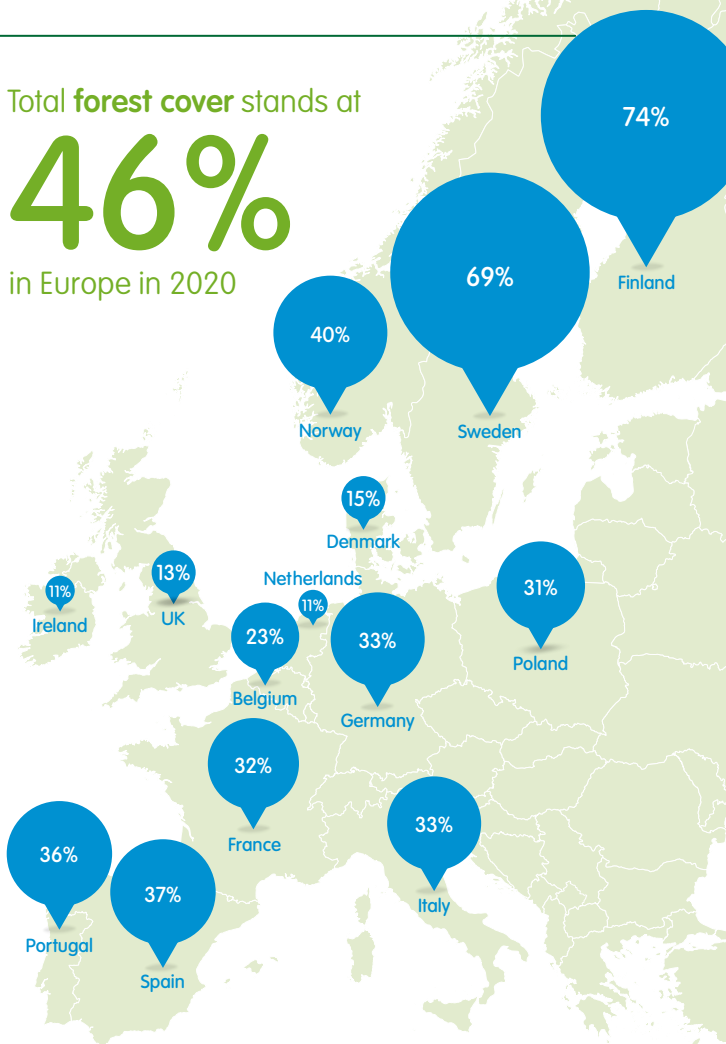 Total forest cover stands at
46%
in Europe in 2020
74%
Finland
69%
Sweden
40%
Norway
15%
Denmark
13%
UK
11%
Ireland
Netherlands
11%
23%
Belgium
33%
Germany
31%
Poland
32%
France
33%
Italy
36%
Portugal
37%
Spain